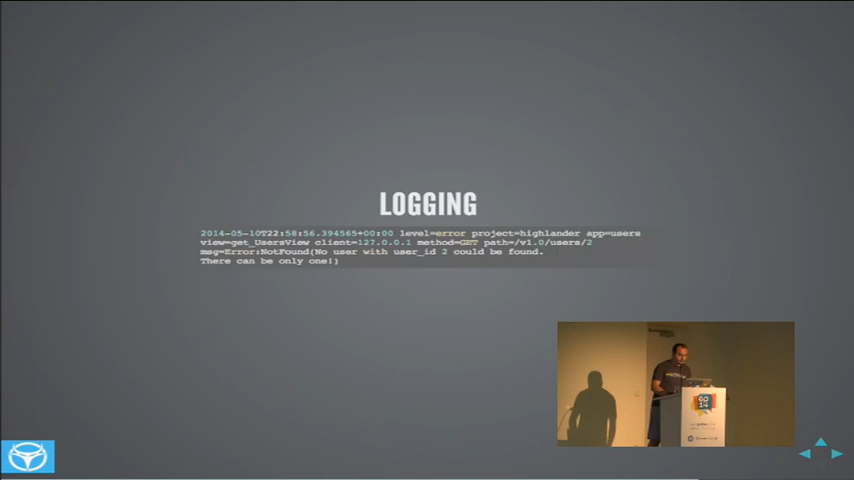 LOGGING
2014-05-10T22:58:56.394565+00:00 level=error project=highlander app=users
view=get_UsersView client=127.0.0.1 method=GET path=/v1.0/users/2
msg=Error:NotFound(No user with user_id 2 could be found.
There can be only one!)
ep
14